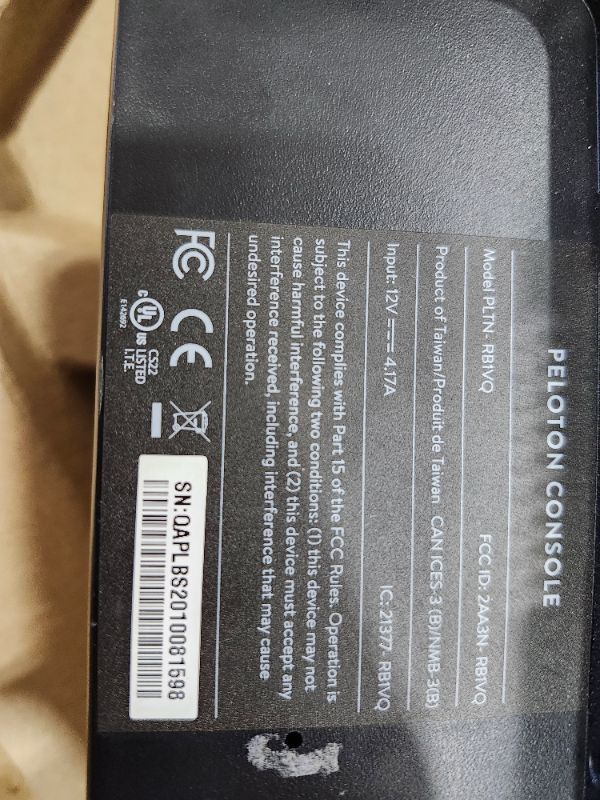 PELOTON CONSOLE
Model PLTN- RB1VQ FCC ID: 2AA3N- RB1VQ
Product of Taiwan/Produit de Taiwan CAN ICES-3 (B)/NMB-3(B)
Input: 12V ⎓ 4.17A IC: 21377- RB1VQ
This device complies with Part 15 of the FCC Rules. Operation is
subject to the following two conditions: (1) this device may not
cause harmful interference, and (2) this device must accept any
interference received, including interference that may cause
undesired operation.
FC CE
C UL US LISTED
CS22
I.T.E.
E142692
SN:QAPLBS2010081698